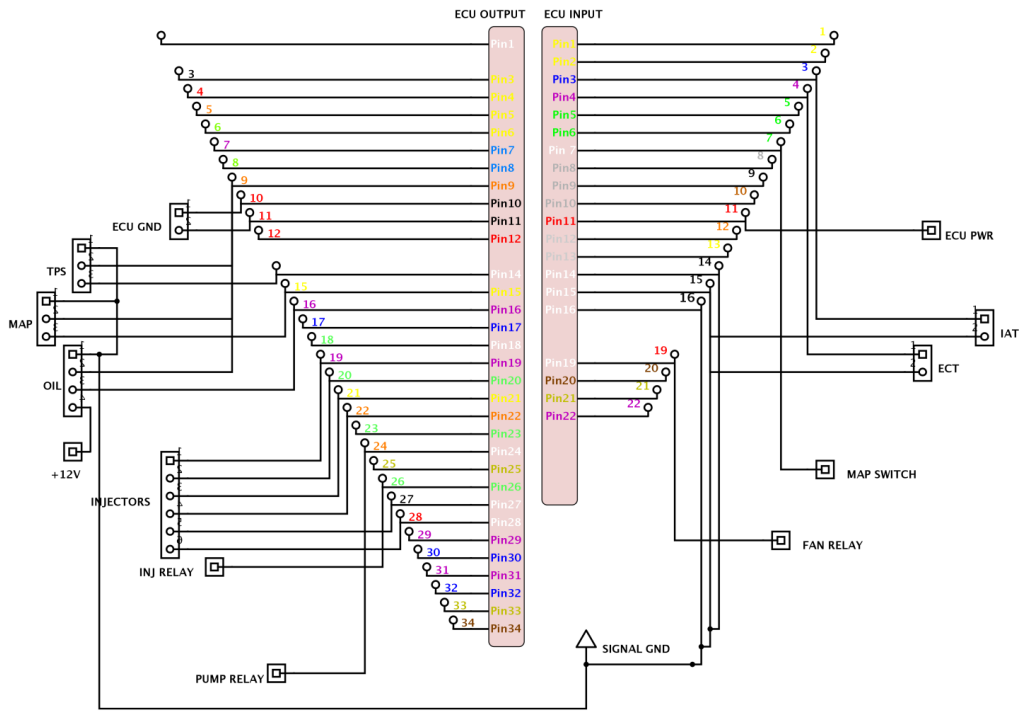 ECU OUTPUT
ECU INPUT
Pin1
Pin3
Pin4
Pin5
Pin6
Pin7
Pin8
Pin9
Pin10
Pin11
Pin12
Pin14
Pin15
Pin16
Pin17
Pin18
Pin19
Pin20
Pin21
Pin22
Pin23
Pin24
Pin25
Pin26
Pin27
Pin28
Pin29
Pin30
Pin31
Pin32
Pin33
Pin34
Pin1
Pin2
Pin3
Pin4
Pin5
Pin6
Pin 7
Pin8
Pin9
Pin10
Pin11
Pin12
Pin13
Pin14
Pin15
Pin16
Pin19
Pin20
Pin21
Pin22
3
4
5
6
7
8
9
10
11
12
15
16
17
18
19
20
21
22
23
24
25
26
27
28
29
30
31
32
33
34
1
2
3
4
5
6
7
8
9
10
11
12
13
14
15
16
19
20
21
22
ECU GND
TPS
MAP
OIL
+12V
INJECTORS
INJ RELAY
PUMP RELAY
ECU PWR
IAT
ECT
MAP SWITCH
FAN RELAY
SIGNAL GND